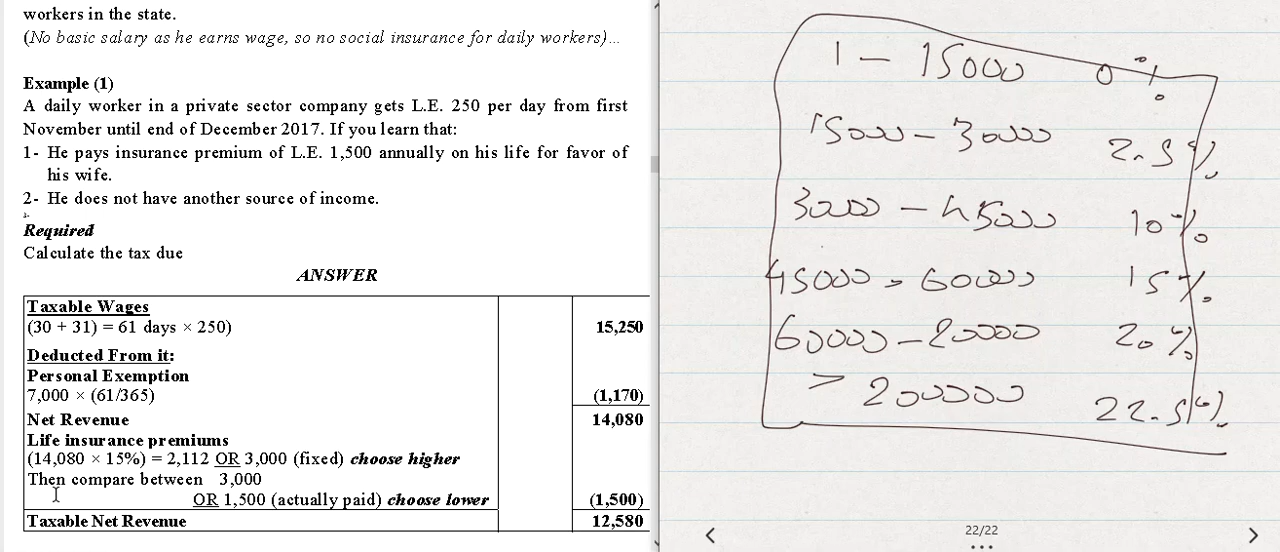 workers in the state.
(No basic salary as he earns wage, so no social insurance for daily workers)...
Example (1)
A daily worker in a private sector company gets L.E. 250 per day from first
November until end of December 2017. If you learn that:
1- He pays insurance premium of L.E. 1,500 annually on his life for favor of
his wife.
2- He does not have another source of income.
Required
Calculate the tax due
ANSWER
Taxable Wages
(30 + 31) = 61 days × 250) 15,250
Deducted From it:
Personal Exemption
7,000 × (61/365) (1,170)
Net Revenue 14,080
Life insurance premiums
(14,080 × 15%) = 2,112 OR 3,000 (fixed) choose higher
Then compare between 3,000
OR 1,500 (actually paid) choose lower (1,500)
Taxable Net Revenue 12,580
1 - 15000 0%
15000 - 30000 2.5%
30000 - 45000 10%
45000 - 60000 15%
60000 - 200000 20%
> 200000 22.5%
22/22